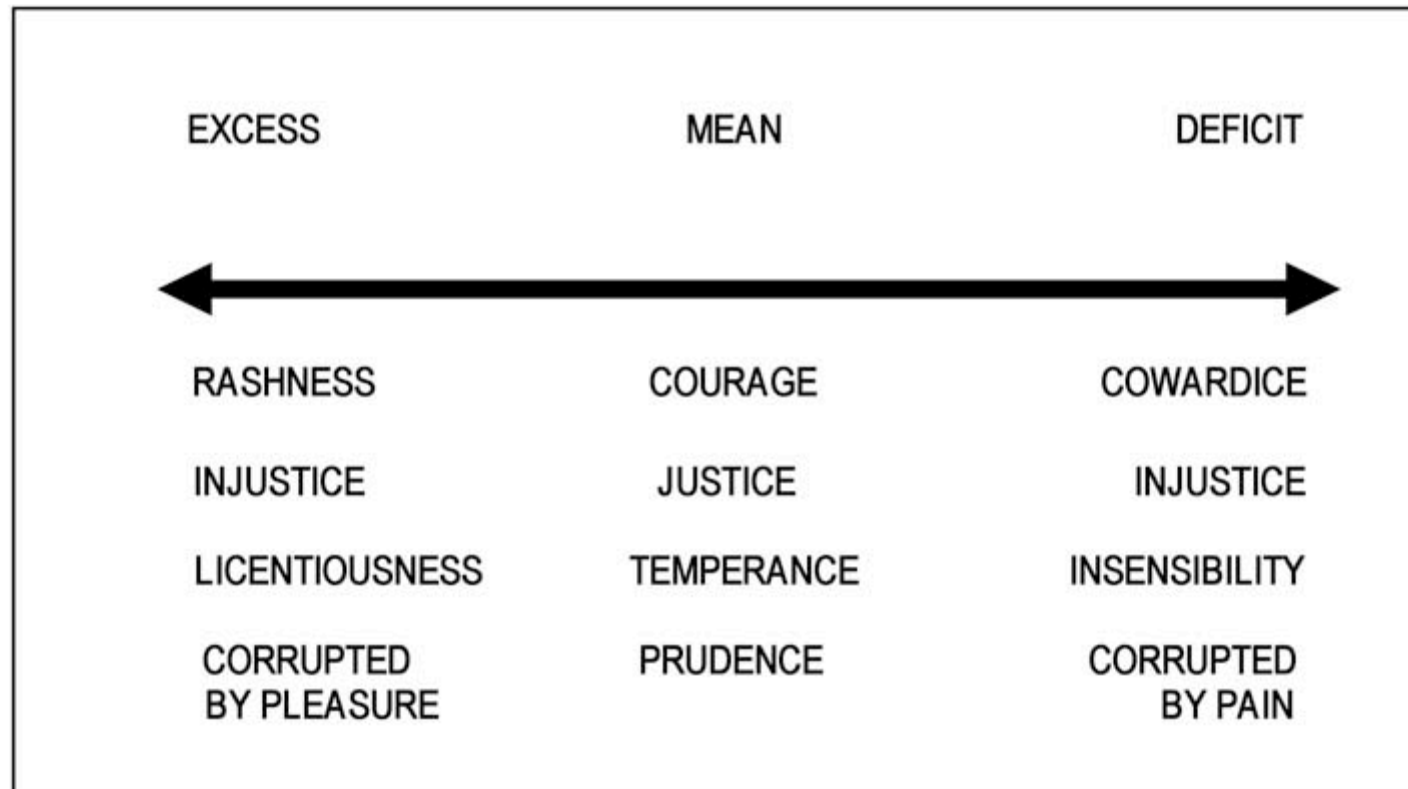 EXCESS MEAN DEFICIT
RASHNESS COURAGE COWARDICE
INJUSTICE JUSTICE INJUSTICE
LICENTIOUSNESS TEMPERANCE INSENSIBILITY
CORRUPTED PRUDENCE CORRUPTED
BY PLEASURE BY PAIN